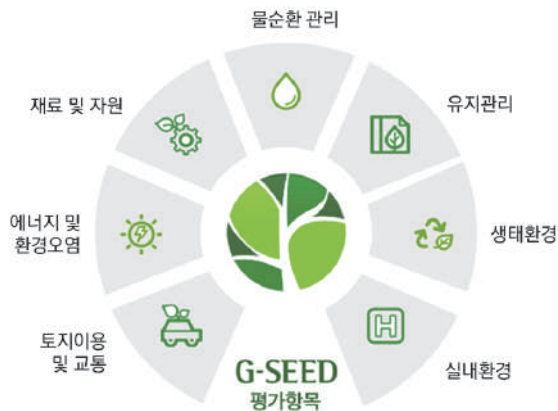 물순환 관리
재료 및 자원
유지관리
에너지 및
환경오염
생태환경
토지이용
및 교통
실내환경
H
G-SEED
평가항목